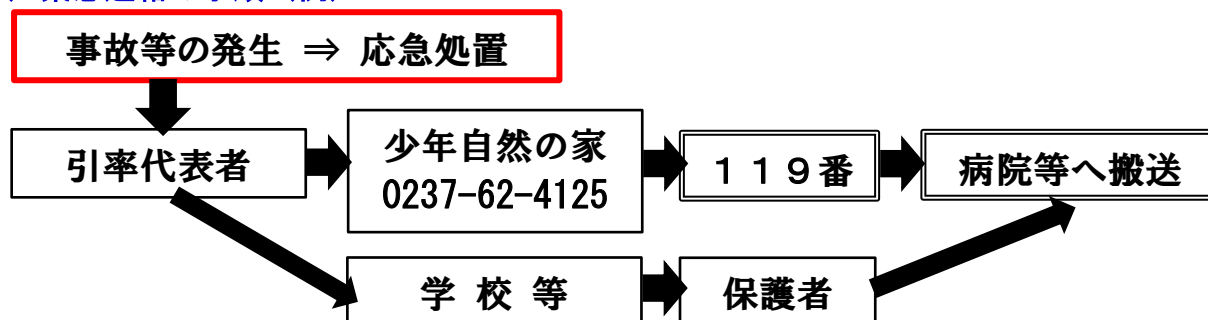 事故等の発生 ⇒ 応急処置
引率代表者
少年自然の家
0237-62-4125
119番
病院等へ搬送
学校等
保護者